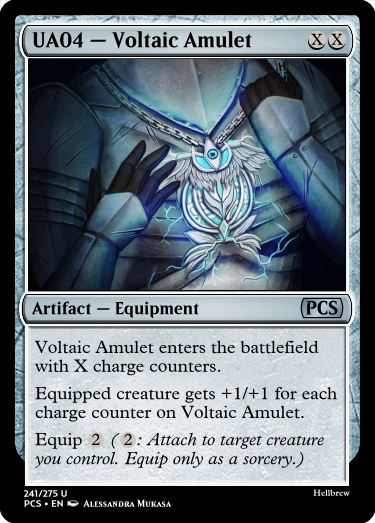 UA04 — Voltaic Amulet X X
Artifact — Equipment PCS
Voltaic Amulet enters the battlefield
with X charge counters.
Equipped creature gets +1/+1 for each
charge counter on Voltaic Amulet.
Equip 2 (2: Attach to target creature
you control. Equip only as a sorcery.)
241/275 U Hellbrew
PCS • EN Alessandra Mukasa